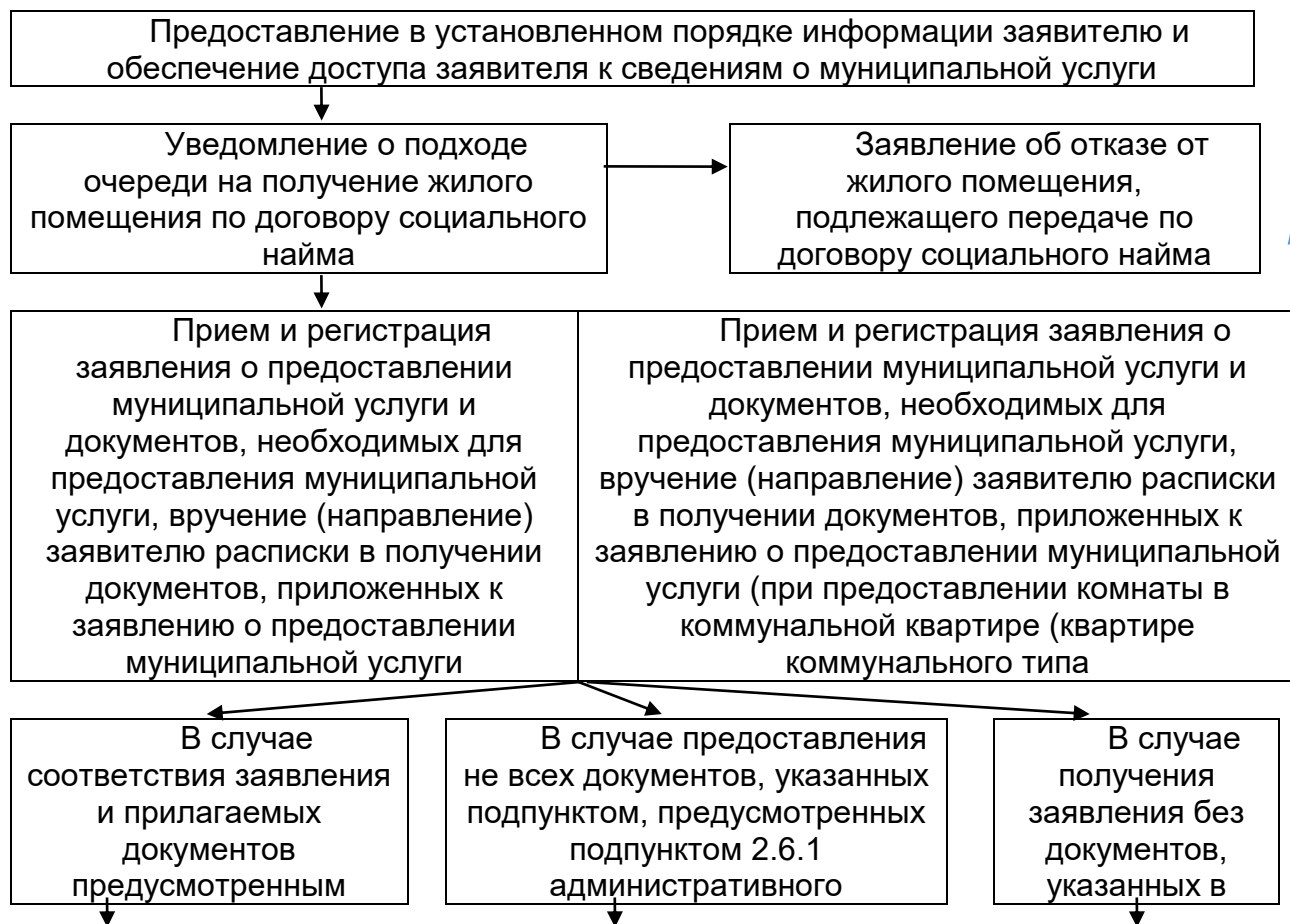 Предоставление в установленном порядке информации заявителю и
обеспечение доступа заявителя к сведениям о муниципальной услуги
Уведомление о подходе
очереди на получение жилого
помещения по договору социального
найма
Заявление об отказе от
жилого помещения,
подлежащего передаче по
договору социального найма
Прием и регистрация
заявления о предоставлении
муниципальной услуги и
документов, необходимых для
предоставления муниципальной
услуги, вручение (направление)
заявителю расписки в получении
документов, приложенных к
заявлению о предоставлении
муниципальной услуги
Прием и регистрация заявления о
предоставлении муниципальной услуги и
документов, необходимых для
предоставления муниципальной услуги,
вручение (направление) заявителю расписки
в получении документов, приложенных к
заявлению о предоставлении муниципальной
услуги (при предоставлении комнаты в
коммунальной квартире (квартире
коммунального типа
В случае
соответствия заявления
и прилагаемых
документов
предусмотренным
В случае предоставления
не всех документов, указанных
подпунктом, предусмотренных
подпунктом 2.6.1
административного
В случае
получения
заявления без
документов,
указанных в